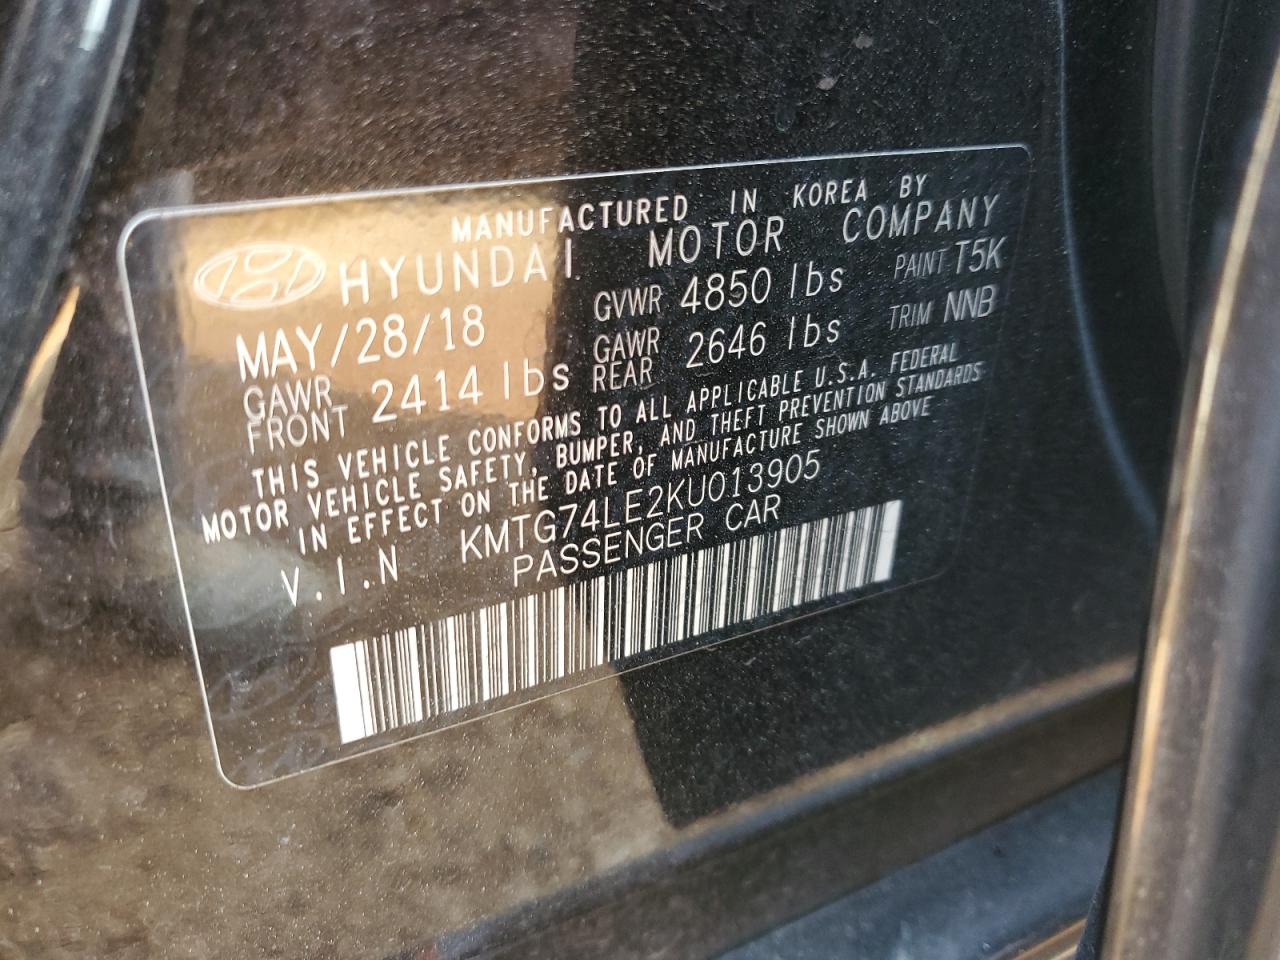 MANUFACTURED IN KOREA BY
HYUNDAI MOTOR COMPANY
MAY/28/18 GVWR 4850 lbs PAINT T5K
GAWR FRONT 2414 lbs GAWR REAR 2646 lbs TRIM NNB
THIS VEHICLE CONFORMS TO ALL APPLICABLE U.S.A. FEDERAL
MOTOR VEHICLE SAFETY, BUMPER, AND THEFT PREVENTION STANDARDS
IN EFFECT ON THE DATE OF MANUFACTURE SHOWN ABOVE
V.I.N KMTG74LE2KU013905
PASSENGER CAR